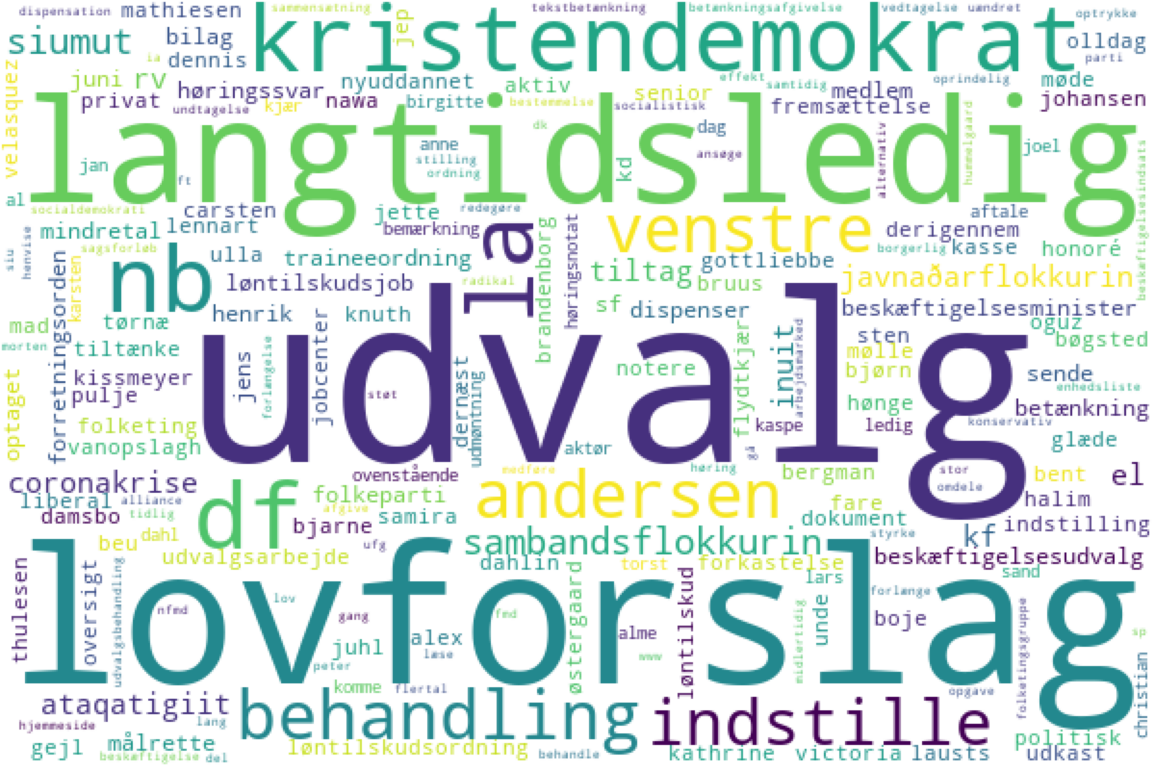 dispensation mathiesen sammensætning tekstbetænkning betænkningsafgivelse vedtagelse uændret optrykke
siumut bilag jep kristendemokrat olldag
dennis ia parti
velasquez juni rv høringssvar nyuddannet aktiv effekt senior samtidig medlem oprindelig møde
privat undtagelse kjær nawa birgitte bestemmelse socialistisk fremsættelse johansen
langtidsledig
jan ft anne stilling ordning dk kd dag ansøge alternativ hummelgaard joel
al socialdemokrati carsten jette redegøre venstre aftale
mindretal lennart bemærkning la brandenborg høringsnotat derigennem honoré beskæftigelsesindsats
siu henvise sagsforløb nb ulla traineeordning tiltag gottliebbe borgerlig kasse
forretningsorden karsten løntilskudsjob radikal sf bruus javnaðarflokkurin
mad tørnæ henrik knuth dispenser beskæftigelsesminister
morten tiltænke jens forlængelse jobcenter udvalg flydtkjær inuit arbejdsmarked sten oguz bøgsted
kissmeyer notere mølle bjørn sende
optaget pulje støt dernæst udmøntning hønge enhedsliste betænkning
folketing kaspe ledig konservativ
vanopslagh aktør gå glæde
coronakrise ovenstående medføre høring bergman stor bent el
liberal alliance df folkeparti andersen fare omdele halim
damsbo tidlig afgive bjarne samira dokument kf indstilling
beu dahl ufg sambandsflokkurin styrke
udvalgsarbejde dahlin torst forkastelse beskæftigelsesudvalg
thulesen oversigt udvalgsbehandling lovforslag østergaard løntilskud lars sand
nfmd lov fmd forlænge
gang alme midlertidig unde boje folketingsgruppe sp christian
juhl alex læse www
peter komme flertal opgave
ataqatigiit behandling indstille
hjemmeside lang politisk
gejl målrette løntilskudsordning behandle kathrine victoria lausts udkast
beskæftigelse del